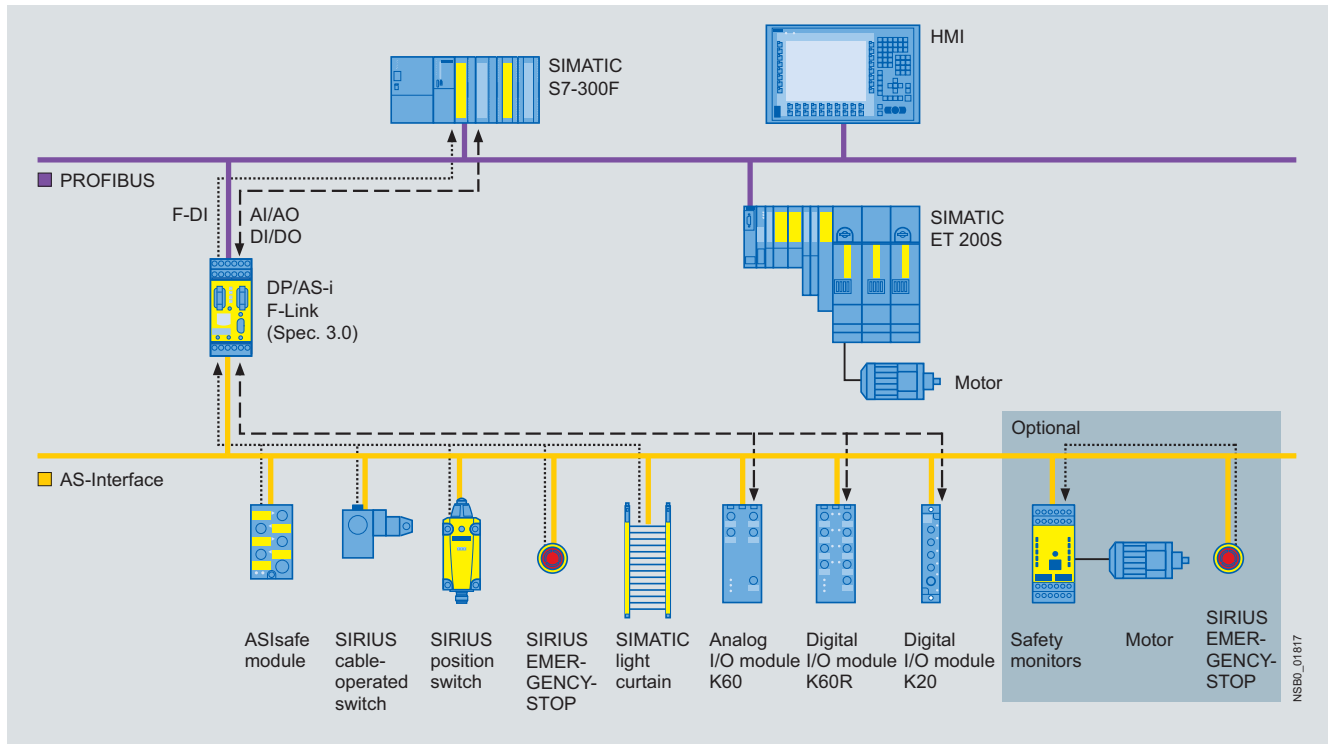 SIMATIC
S7-300F
HMI
PROFIBUS
F-DI
AI/AO
DI/DO
SIMATIC
ET 200S
DP/AS-i
F-Link
(Spec. 3.0)
Motor
Optional
AS-Interface
ASIsafe
module
SIRIUS
cable-
operated
switch
SIRIUS
position
switch
SIRIUS
EMER-
GENCY-
STOP
SIMATIC
light
curtain
Analog
I/O module
K60
Digital
I/O module
K60R
Digital
I/O module
K20
Safety
monitors
Motor
SIRIUS
EMER-
GENCY-
STOP
NSB0_01817